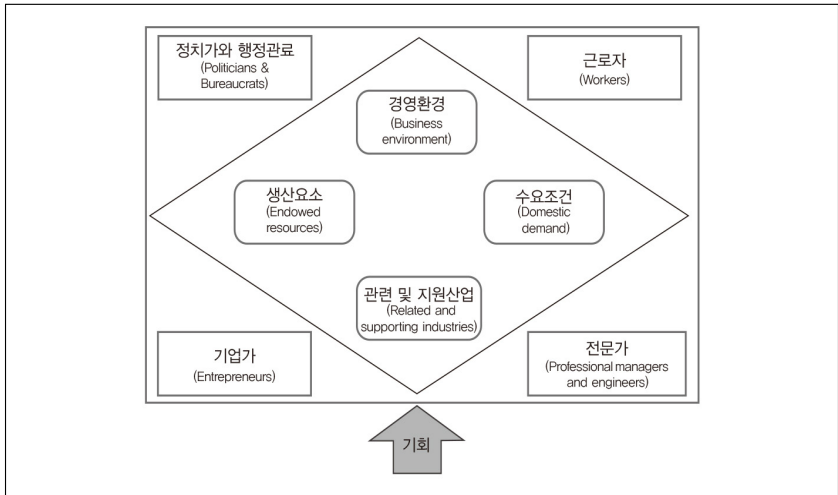 정치가와 행정관료
(Politicians &
Bureaucrats)
근로자
(Workers)
경영환경
(Business
environment)
생산요소
(Endowed
resources)
수요조건
(Domestic
demand)
관련 및 지원산업
(Related and
supporting industries)
기업가
(Entrepreneurs)
전문가
(Professional managers
and engineers)
기회